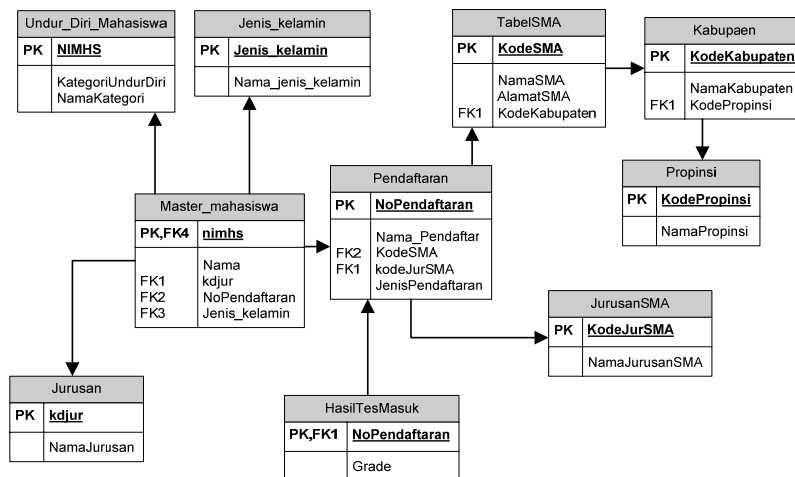 Undur_Diri_Mahasiswa
PK NIMHS
KategoriUndurDiri
NamaKategori
Jenis_kelamin
PK Jenis_kelamin
Nama_jenis_kelamin
TabelSMA
PK KodeSMA
NamaSMA
AlamatSMA
FK1 KodeKabupaten
Kabupaen
PK KodeKabupaten
NamaKabupaten
FK1 KodePropinsi
Propinsi
PK KodePropinsi
NamaPropinsi
Master_mahasiswa
PK,FK4 nimhs
Nama
FK1 kdjur
FK2 NoPendaftaran
FK3 Jenis_kelamin
Pendaftaran
PK NoPendaftaran
Nama_Pendaftar
FK2 KodeSMA
FK1 kodeJurSMA
JenisPendaftaran
JurusanSMA
PK KodeJurSMA
NamaJurusanSMA
Jurusan
PK kdjur
NamaJurusan
HasilTesMasuk
PK,FK1 NoPendaftaran
Grade